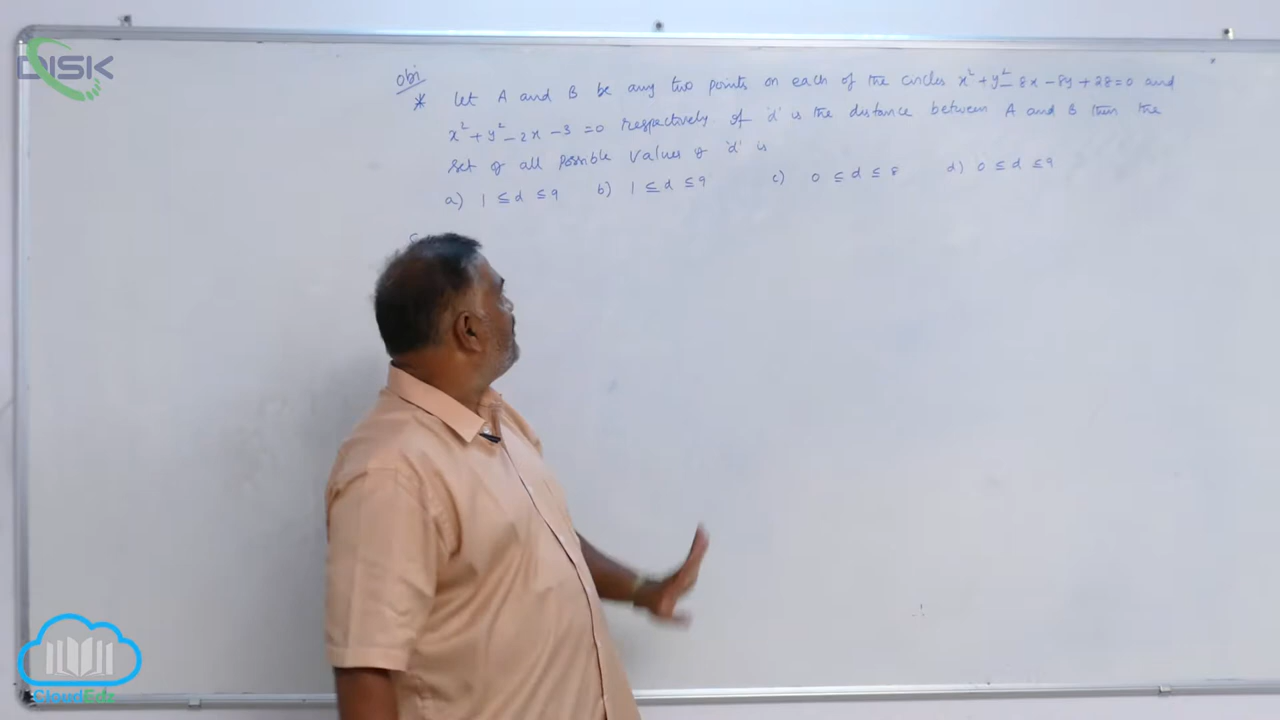 DISK
Obj
* Let A and B be any two points on each of the circles x²+y²-8x-8y+28=0 and
x²+y²-2x-3=0 respectively if 'd' is the distance between A and B then the
set of all possible values of 'd' is
a) 1 ≤ d ≤ 9 b) 1 ≤ d ≤ 9 c) 0 ≤ d ≤ 8 d) 0 ≤ d ≤ 9
CloudEdz